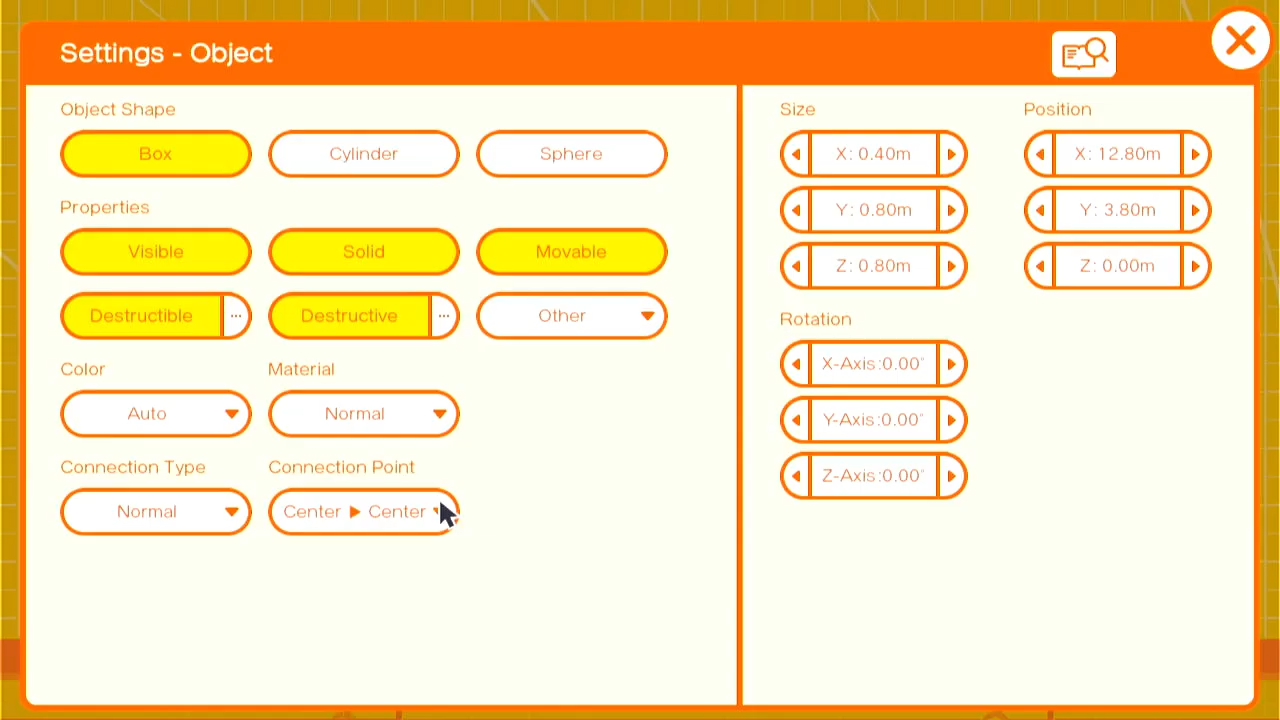 Settings - Object
Object Shape
Box
Cylinder
Sphere
Properties
Visible
Solid
Movable
Destructible
...
Destructive
...
Other
Color
Material
Auto
Normal
Connection Type
Connection Point
Normal
Center ▶ Center
Size
X: 0.40m
Y: 0.80m
Z: 0.80m
Position
X: 12.80m
Y: 3.80m
Z: 0.00m
Rotation
X-Axis:0.00°
Y-Axis:0.00°
Z-Axis:0.00°